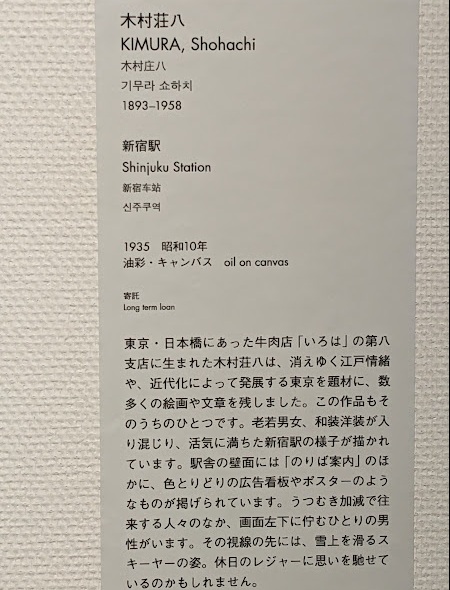 木村荘八
KIMURA, Shohachi
木村庄八
기무라 쇼하치
1893–1958
新宿駅
Shinjuku Station
新宿车站
신주쿠역
1935　昭和10年
油彩・キャンバス　oil on canvas
寄託
Long term loan
東京・日本橋にあった牛肉店「いろは」の第八
支店に生まれた木村荘八は、消えゆく江戸情緒
や、近代化によって発展する東京を題材に、数
多くの絵画や文章を残しました。この作品もそ
のうちのひとつです。老若男女、和装洋装が入
り混じり、活気に満ちた新宿駅の様子が描かれ
ています。駅舎の壁面には「のりば案内」のほ
かに、色とりどりの広告看板やポスターのよう
なものが掲げられています。うつむき加減で往
来する人々のなか、画面左下に佇むひとりの男
性がいます。その視線の先には、雪上を滑るス
キーヤーの姿。休日のレジャーに思いを馳せて
いるのかもしれません。